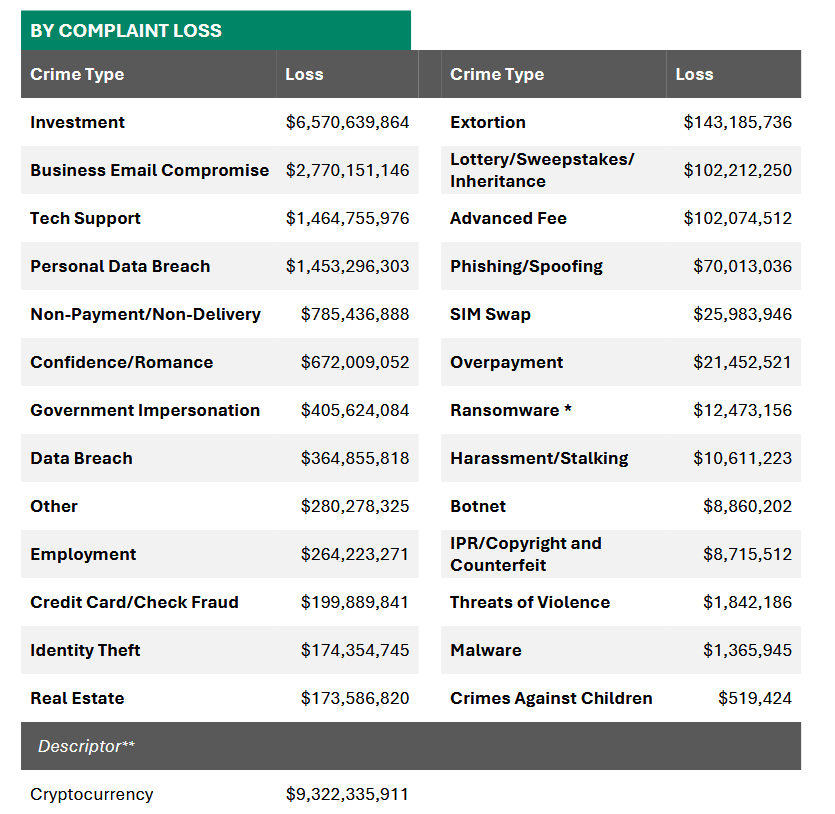 BY COMPLAINT LOSS
Crime Type Loss Crime Type Loss
Investment $6,570,639,864 Extortion $143,185,736
Business Email Compromise $2,770,151,146 Lottery/Sweepstakes/
Inheritance $102,212,250
Tech Support $1,464,755,976 Advanced Fee $102,074,512
Personal Data Breach $1,453,296,303 Phishing/Spoofing $70,013,036
Non-Payment/Non-Delivery $785,436,888 SIM Swap $25,983,946
Confidence/Romance $672,009,052 Overpayment $21,452,521
Government Impersonation $405,624,084 Ransomware * $12,473,156
Data Breach $364,855,818 Harassment/Stalking $10,611,223
Other $280,278,325 Botnet $8,860,202
Employment $264,223,271 IPR/Copyright and
Counterfeit $8,715,512
Credit Card/Check Fraud $199,889,841 Threats of Violence $1,842,186
Identity Theft $174,354,745 Malware $1,365,945
Real Estate $173,586,820 Crimes Against Children $519,424
Descriptor**
Cryptocurrency $9,322,335,911